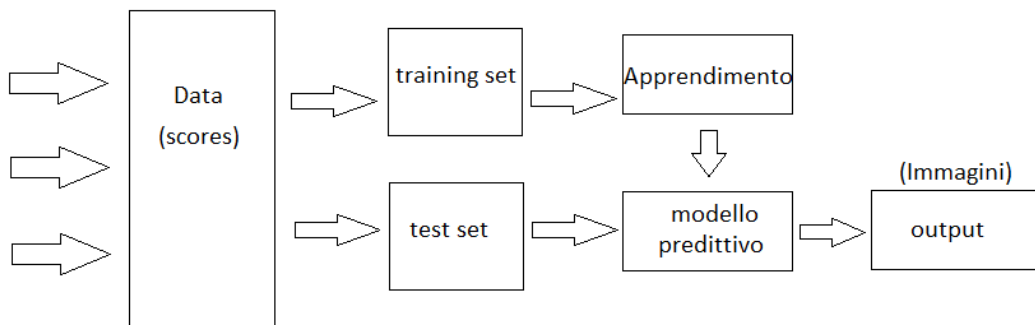 Data
(scores)
training set
Apprendimento
test set
modello
predittivo
(Immagini)
output